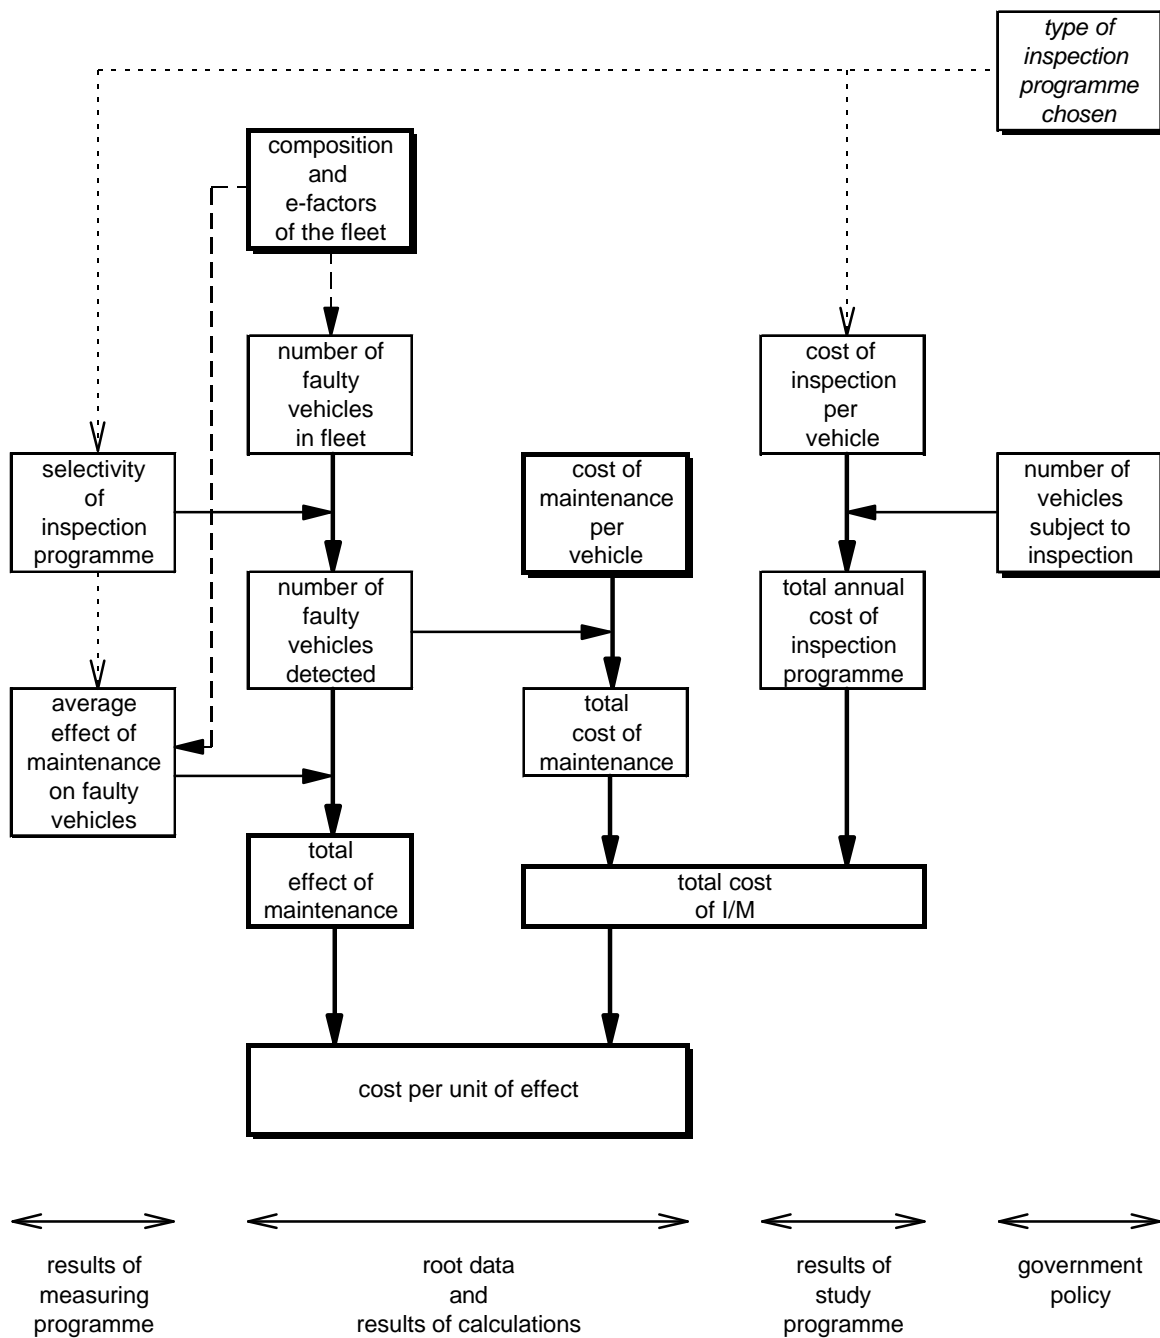 type of
inspection
programme
chosen
composition
and
e-factors
of the fleet
number of
faulty
vehicles
in fleet
cost of
inspection
per
vehicle
selectivity
of
inspection
programme
cost of
maintenance
per
vehicle
number of
vehicles
subject to
inspection
number of
faulty
vehicles
detected
total annual
cost of
inspection
programme
average
effect of
maintenance
on faulty
vehicles
total
cost of
maintenance
total
effect of
maintenance
total cost
of I/M
cost per unit of effect
results of
measuring
programme
root data
and
results of calculations
results of
study
programme
government
policy